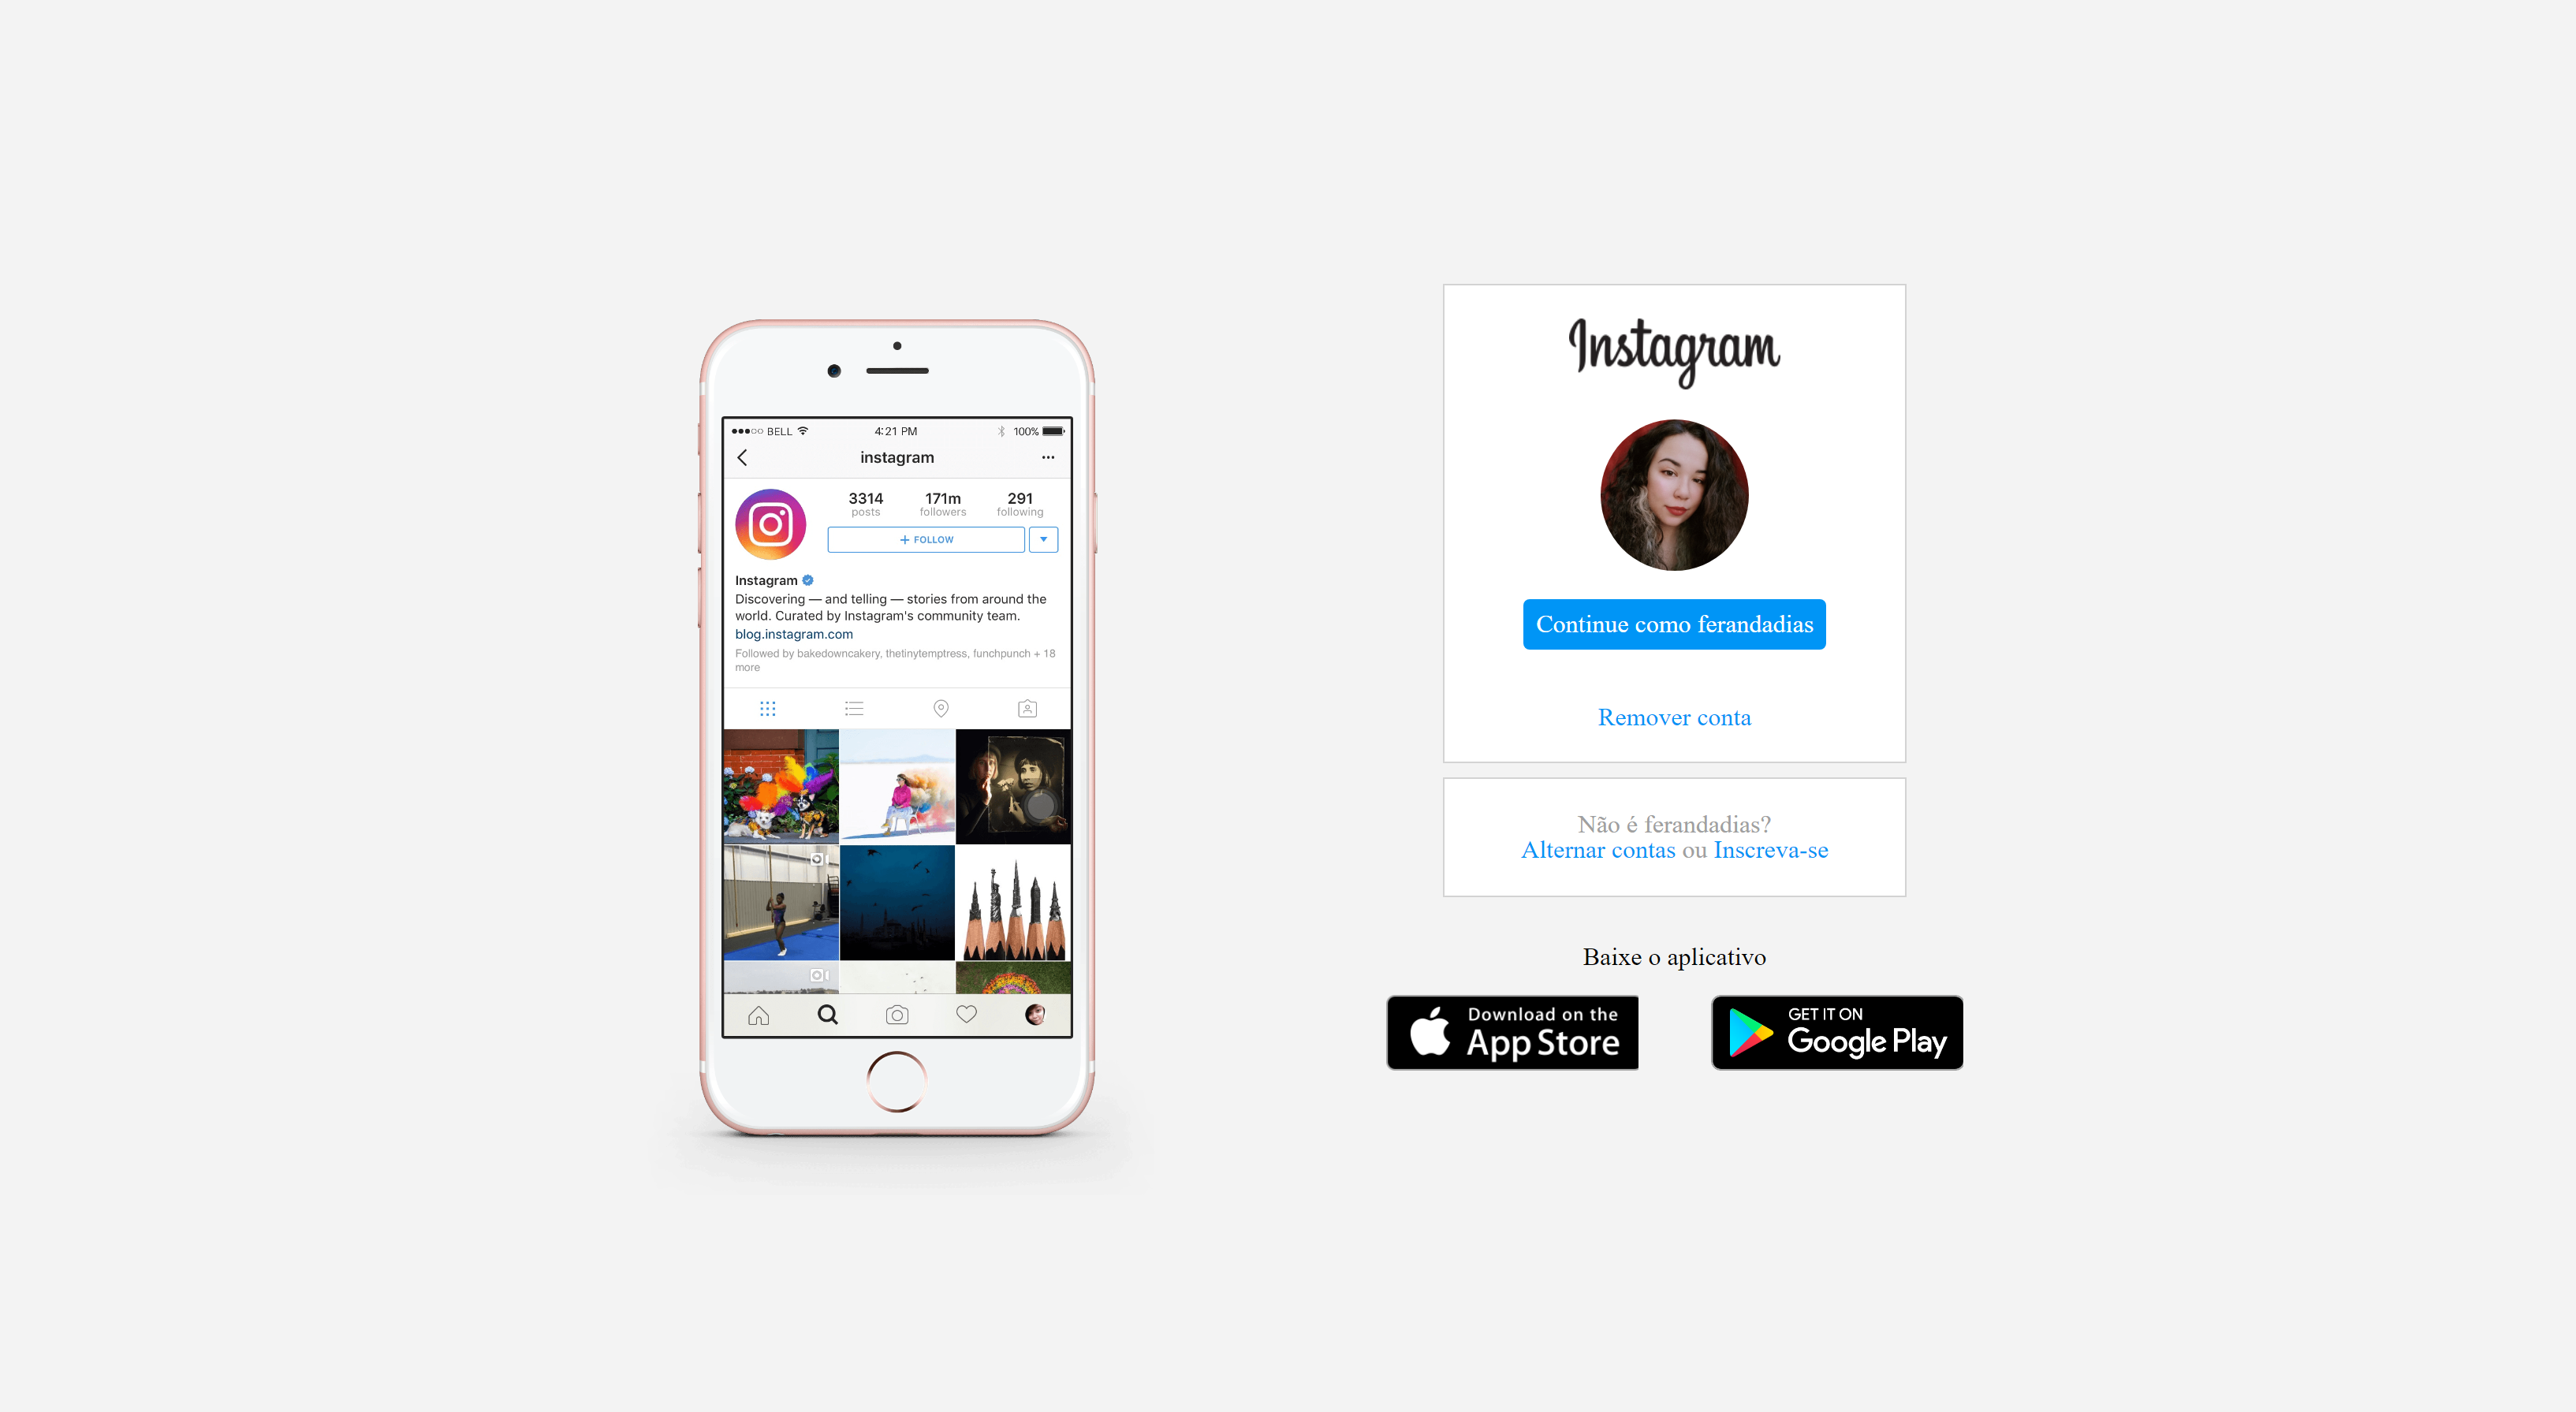 BELL
4:21 PM
100%
instagram
3314
171m
291
posts
followers
following
+ FOLLOW
Instagram
Discovering — and telling — stories from around the
world. Curated by Instagram's community team.
blog.instagram.com
Followed by bakedowncakery, thetinytemptress, funchpunch + 18
more
Instagram
Continue como ferandadias
Remover conta
Não é ferandadias?
Alternar contas ou Inscreva-se
Baixe o aplicativo
Download on the
App Store
GET IT ON
Google Play